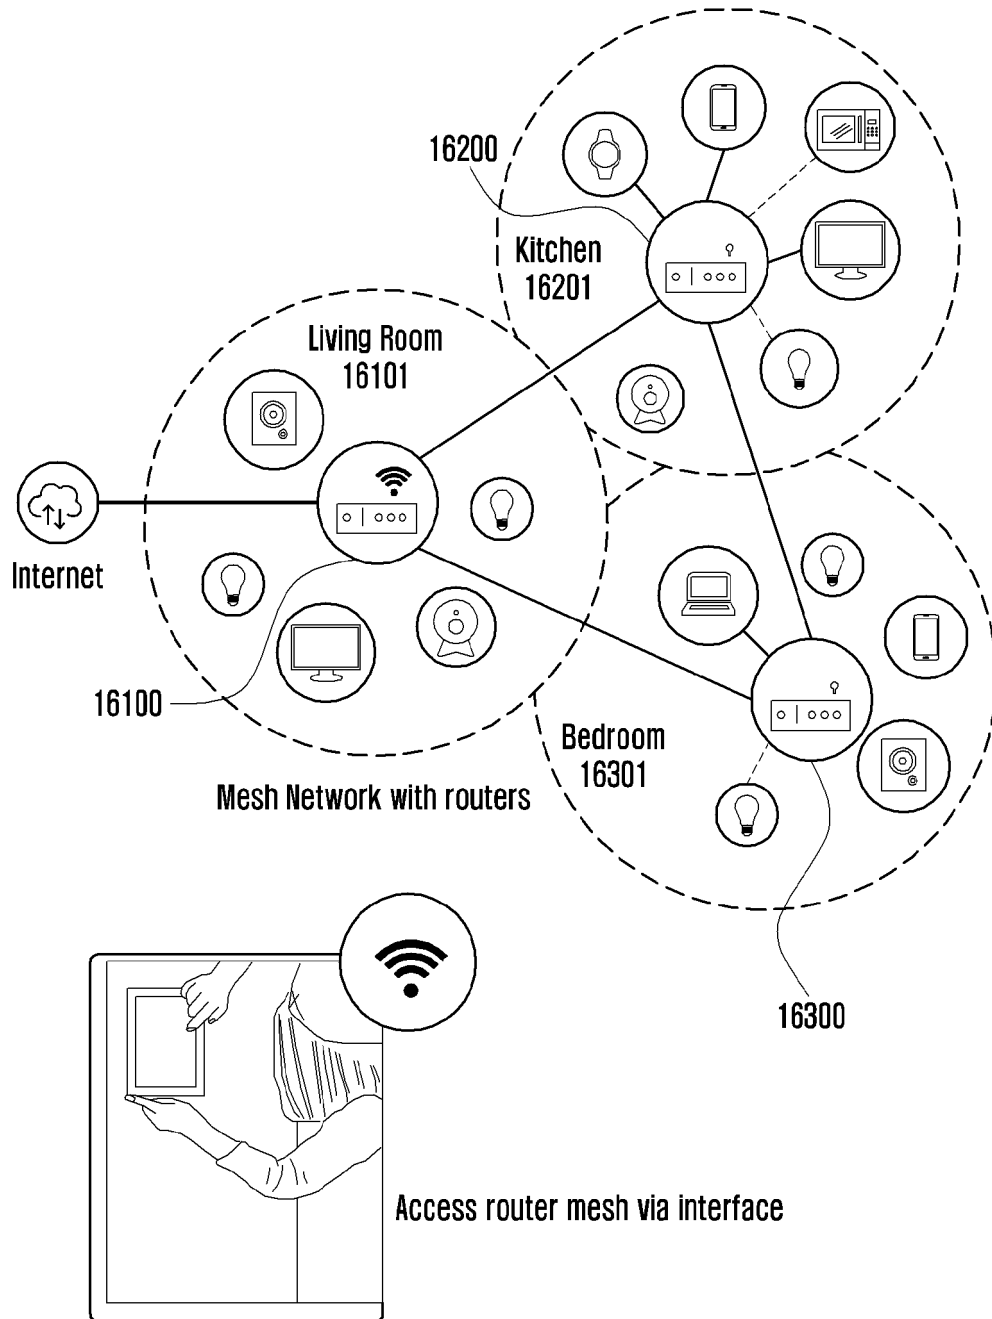 16200
Kitchen
16201
Living Room
16101
Internet
16100
Bedroom
16301
Mesh Network with routers
16300
Access router mesh via interface